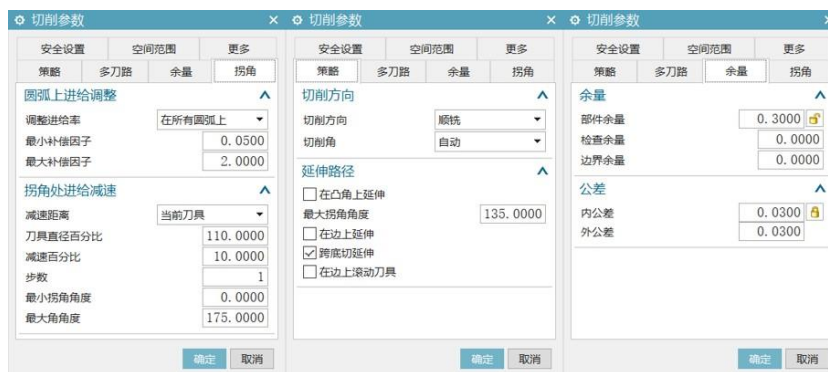 切削参数
安全设置 空间范围 更多
策略 多刀路 余量 拐角
圆弧上进给调整
调整进给率 在所有圆弧上
最小补偿因子 0.0500
最大补偿因子 2.0000
拐角处进给减速
减速距离 当前刀具
刀具直径百分比 110.0000
减速百分比 10.0000
步数 1
最小拐角角度 0.0000
最大角角度 175.0000
确定 取消
切削参数
安全设置 空间范围 更多
策略 多刀路 余量 拐角
切削方向
切削方向 顺铣
切削角 自动
延伸路径
在凸角上延伸
最大拐角角度 135.0000
在边上延伸
跨底切延伸
在边上滚动刀具
确定 取消
切削参数
安全设置 空间范围 更多
策略 多刀路 余量 拐角
余量
部件余量 0.3000
检查余量 0.0000
边界余量 0.0000
公差
内公差 0.0300
外公差 0.0300
确定 取消